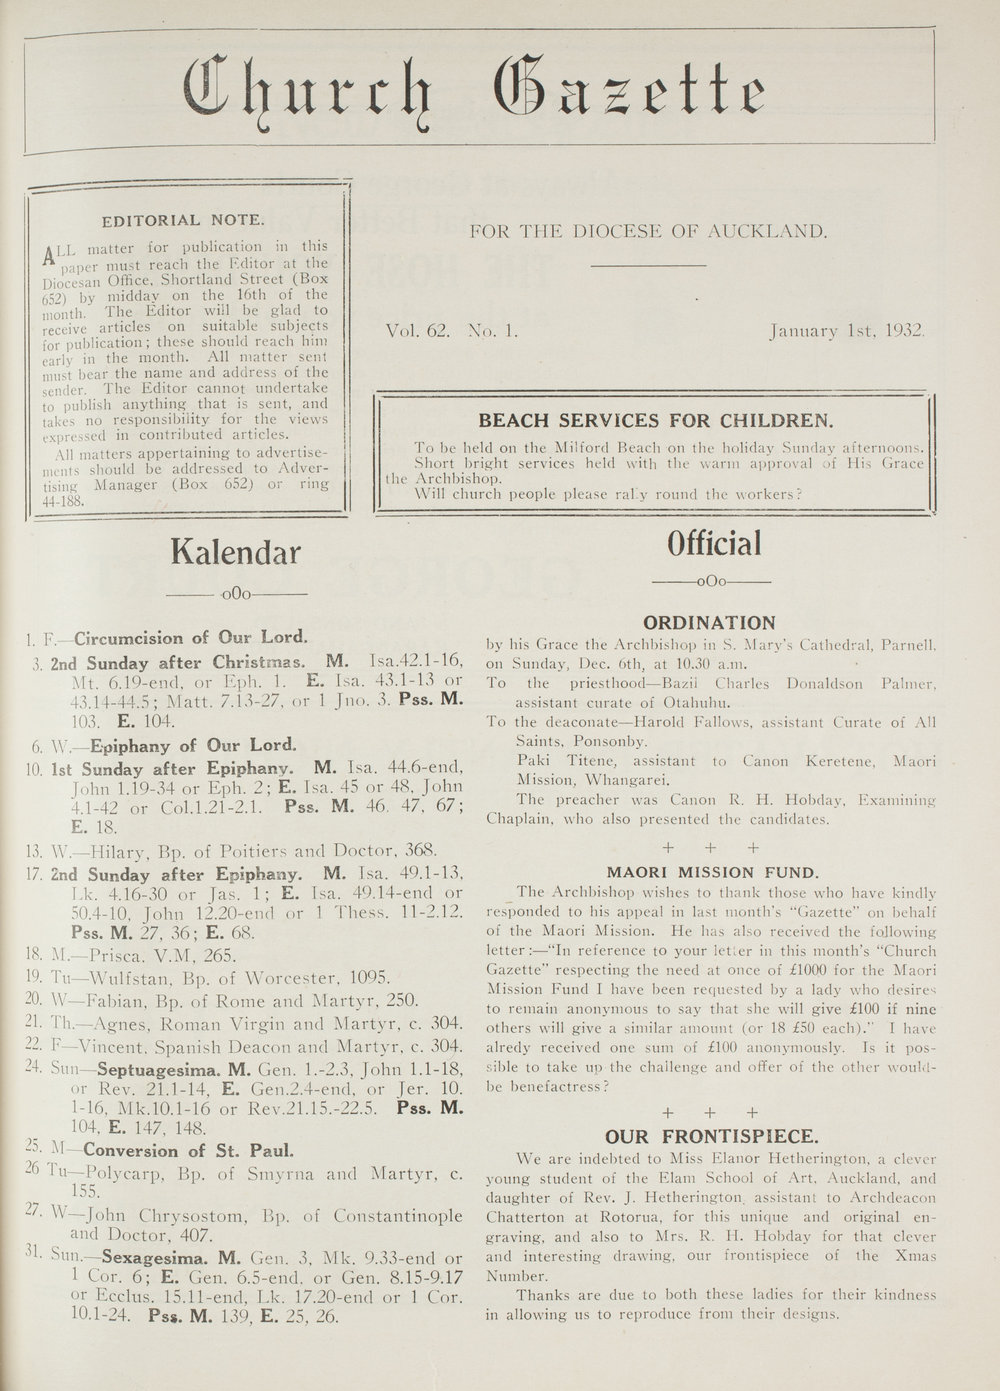 Church Gazette
EDITORIAL NOTE.
ALL matter for publication in this
paper must reach the Editor at the
Diocesan Office, Shortland Street (Box
652) by midday on the 16th of the
month. The Editor will be glad to
receive articles on suitable subjects
for publication; these should reach him
early in the month. All matter sent
must bear the name and address of the
sender. The Editor cannot undertake
to publish anything that is sent, and
takes no responsibility for the views
expressed in contributed articles.
All matters appertaining to advertise-
ments should be addressed to Adver-
tising Manager (Box 652) or ring
44-188.
FOR THE DIOCESE OF AUCKLAND.
Vol. 62. No. 1. January 1st, 1932.
BEACH SERVICES FOR CHILDREN.
To be held on the Milford Beach on the holiday Sunday afternoons.
Short bright services held with the warm approval of His Grace
the Archbishop.
Will church people please rally round the workers?
Kalendar
oOo
1. F.—Circumcision of Our Lord.
3. 2nd Sunday after Christmas. M. Isa.42.1-16,
Mt. 6.19-end, or Eph. 1. E. Isa. 43.1-13 or
43.14-44.5; Matt. 7.13-27, or 1 Jno. 3. Pss. M.
103. E. 104.
6. W.—Epiphany of Our Lord.
10. 1st Sunday after Epiphany. M. Isa. 44.6-end,
John 1.19-34 or Eph. 2; E. Isa. 45 or 48, John
4.1-42 or Col.1.21-2.1. Pss. M. 46. 47, 67;
E. 18.
13. W.—Hilary, Bp. of Poitiers and Doctor, 368.
17. 2nd Sunday after Epiphany. M. Isa. 49.1-13,
Lk. 4.16-30 or Jas. 1; E. Isa. 49.14-end or
50.4-10, John 12.20-end or 1 Thess. 11-2.12.
Pss. M. 27, 36; E. 68.
18. M.—Prisca. V.M, 265.
19. Tu—Wulfstan, Bp. of Worcester, 1095.
20. W—Fabian, Bp. of Rome and Martyr, 250.
21. Th.—Agnes, Roman Virgin and Martyr, c. 304.
22. F—Vincent, Spanish Deacon and Martyr, c. 304.
24. Sun—Septuagesima. M. Gen. 1.-2.3, John 1.1-18,
or Rev. 21.1-14, E. Gen.2.4-end, or Jer. 10.
1-16, Mk.10.1-16 or Rev.21.15.-22.5. Pss. M.
104, E. 147, 148.
25. M—Conversion of St. Paul.
26 Tu—Polycarp, Bp. of Smyrna and Martyr, c.
155.
27. W—John Chrysostom, Bp. of Constantinople
and Doctor, 407.
31. Sun.—Sexagesima. M. Gen. 3, Mk. 9.33-end or
1 Cor. 6; E. Gen. 6.5-end, or Gen. 8.15-9.17
or Ecclus. 15.11-end, Lk. 17.20-end or 1 Cor.
10.1-24. Pss. M. 139, E. 25, 26.
Official
oOo
ORDINATION
by his Grace the Archbishop in S. Mary's Cathedral, Parnell,
on Sunday, Dec. 6th, at 10.30 a.m.
To the priesthood—Bazil Charles Donaldson Palmer,
assistant curate of Otahuhu.
To the deaconate—Harold Fallows, assistant Curate of All
Saints, Ponsonby.
Paki Titene, assistant to Canon Keretene, Maori
Mission, Whangarei.
The preacher was Canon R. H. Hobday, Examining
Chaplain, who also presented the candidates.
+ + +
MAORI MISSION FUND.
The Archbishop wishes to thank those who have kindly
responded to his appeal in last month's "Gazette" on behalf
of the Maori Mission. He has also received the following
letter:—"In reference to your letter in this month's "Church
Gazette" respecting the need at once of £1000 for the Maori
Mission Fund I have been requested by a lady who desires
to remain anonymous to say that she will give £100 if nine
others will give a similar amount (or 18 £50 each)." I have
alredy received one sum of £100 anonymously. Is it pos-
sible to take up the challenge and offer of the other would-
be benefactress?
+ + +
OUR FRONTISPIECE.
We are indebted to Miss Elanor Hetherington, a clever
young student of the Elam School of Art, Auckland, and
daughter of Rev. J. Hetherington, assistant to Archdeacon
Chatterton at Rotorua, for this unique and original en-
graving, and also to Mrs. R. H. Hobday for that clever
and interesting drawing, our frontispiece of the Xmas
Number.
Thanks are due to both these ladies for their kindness
in allowing us to reproduce from their designs.